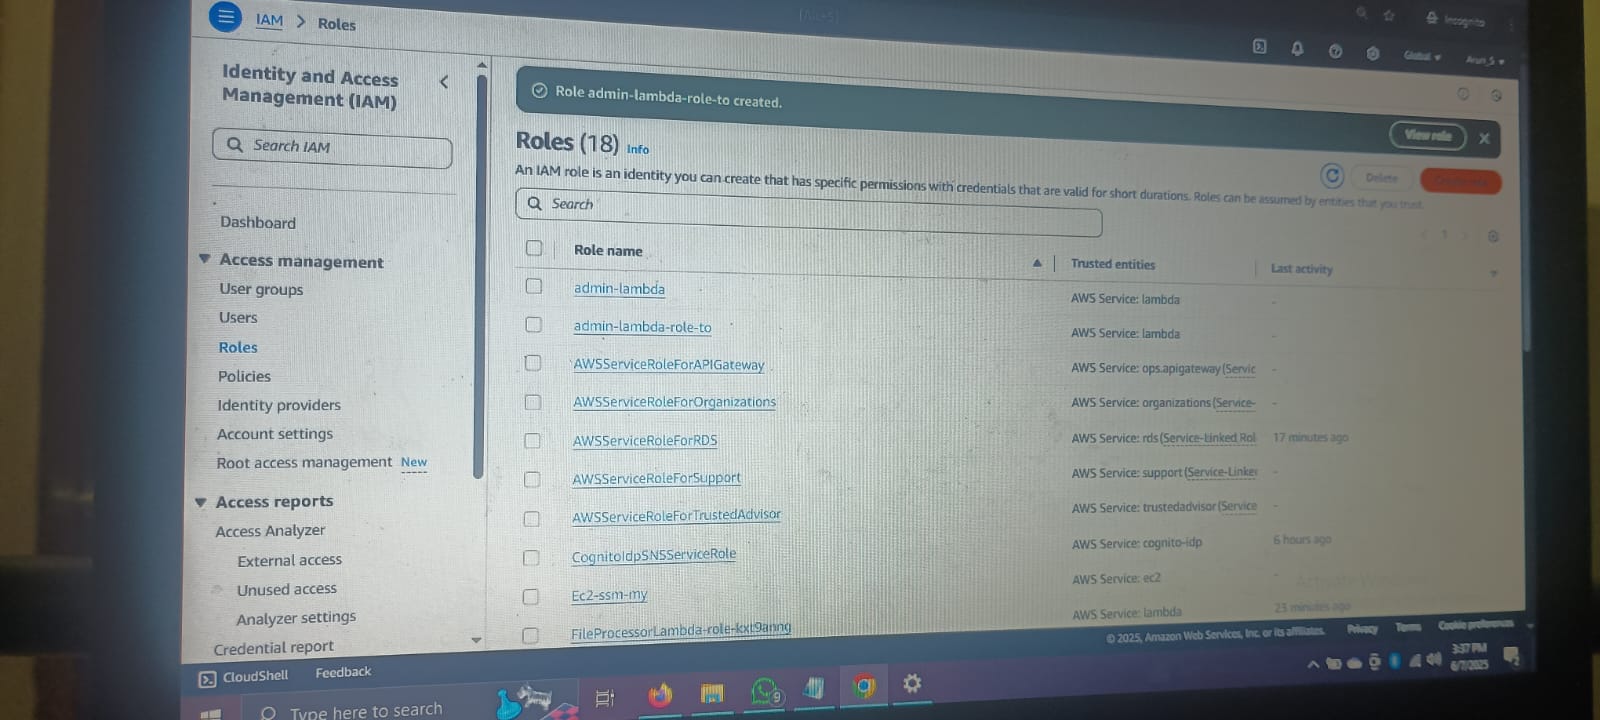 IAM > Roles
Incognito
Global
Arun_S
Identity and Access
Management (IAM)
Search IAM
Dashboard
Access management
User groups
Users
Roles
Policies
Identity providers
Account settings
Root access management New
Access reports
Access Analyzer
External access
Unused access
Analyzer settings
Credential report
Role admin-lambda-role-to created.
View role
Roles (18) Info
Delete
An IAM role is an identity you can create that has specific permissions with credentials that are valid for short durations. Roles can be assumed by entities that you trust.
Search
1
Role name Trusted entities Last activity
admin-lambda AWS Service: lambda -
admin-lambda-role-to AWS Service: lambda -
AWSServiceRoleForAPIGateway AWS Service: ops.apigateway (Servic -
AWSServiceRoleForOrganizations AWS Service: organizations (Service- -
AWSServiceRoleForRDS AWS Service: rds (Service-Linked Rol 17 minutes ago
AWSServiceRoleForSupport AWS Service: support (Service-Linker -
AWSServiceRoleForTrustedAdvisor AWS Service: trustedadvisor (Service -
CognitoIdpSNSServiceRole AWS Service: cognito-idp 6 hours ago
Ec2-ssm-my AWS Service: ec2 -
FileProcessorLambda-role-kxt9anng AWS Service: lambda 23 minutes ago
CloudShell Feedback
© 2025, Amazon Web Services, Inc. or its affiliates. Privacy Terms Cookie preferences
Type here to search
9
3:37 PM
6/7/2025
2